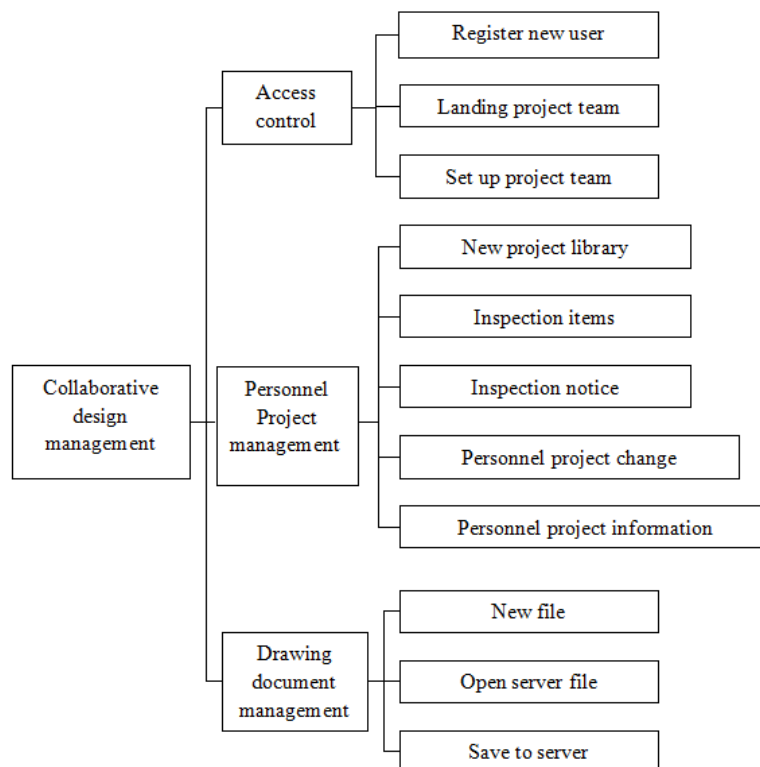 Collaborative
design
management
Access
control
Register new user
Landing project team
Set up project team
Personnel
Project
management
New project library
Inspection items
Inspection notice
Personnel project change
Personnel project information
Drawing
document
management
New file
Open server file
Save to server